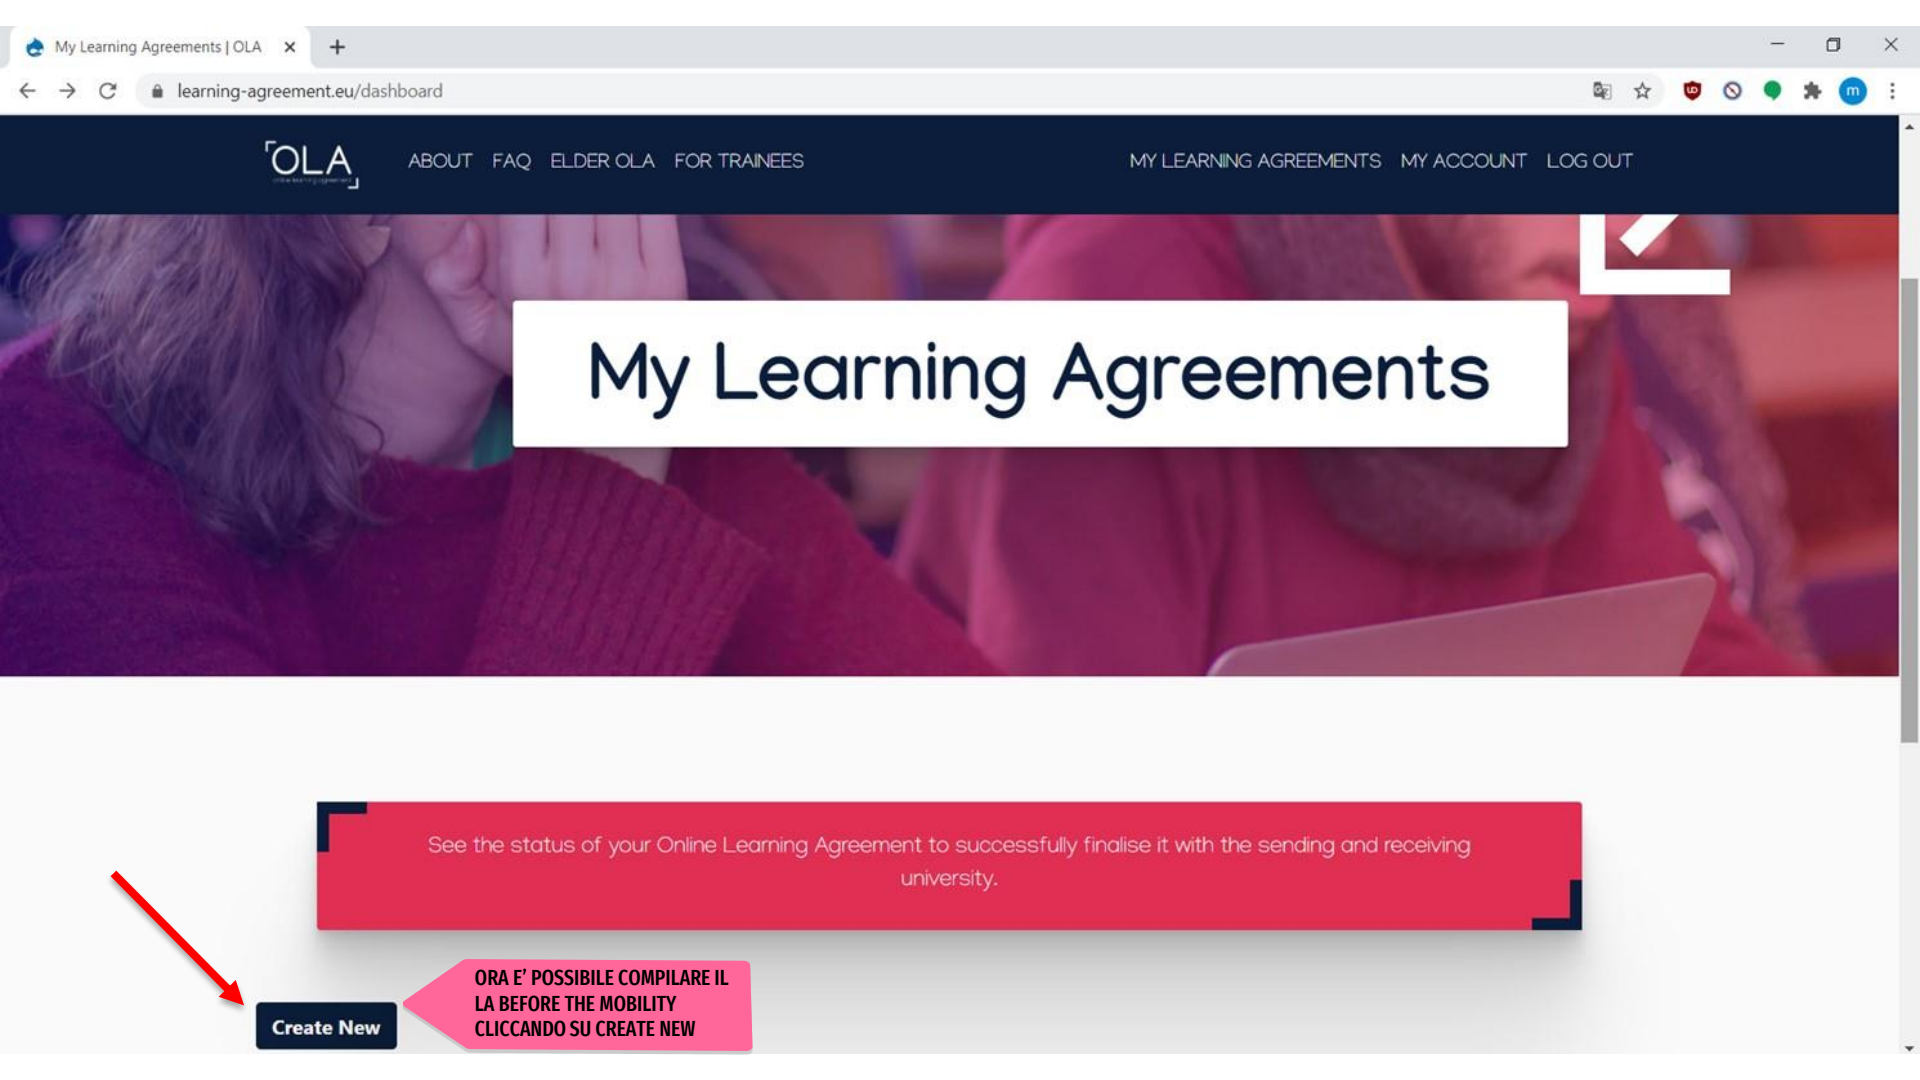 My Learning Agreements | OLA
learning-agreement.eu/dashboard
m
OLA
ABOUT FAQ ELDER OLA FOR TRAINEES
MY LEARNING AGREEMENTS MY ACCOUNT LOG OUT
My Learning Agreements
See the status of your Online Learning Agreement to successfully finalise it with the sending and receiving
university.
ORA E’ POSSIBILE COMPILARE IL
LA BEFORE THE MOBILITY
CLICCANDO SU CREATE NEW
Create New